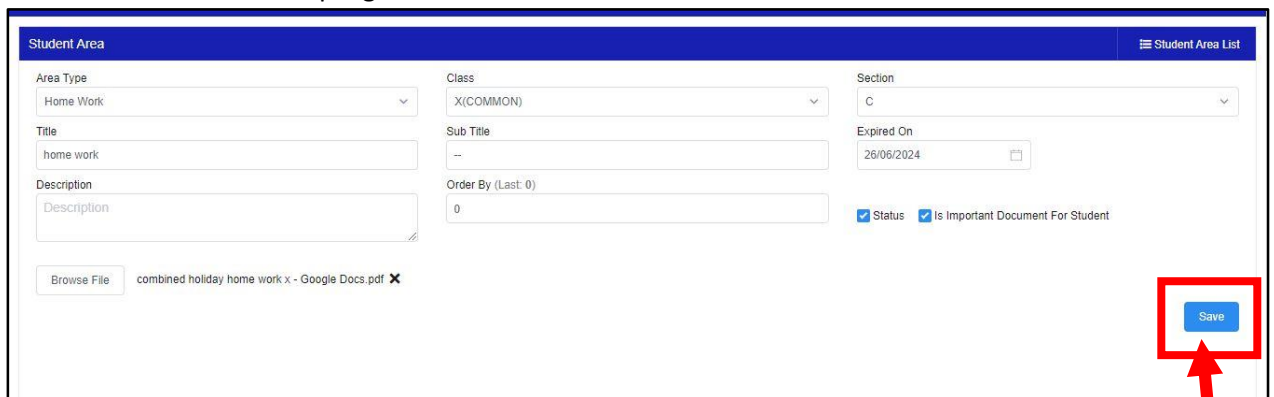 Student Area Student Area List
Area Type Class Section
Home Work X(COMMON) C
Title Sub Title Expired On
home work -- 26/06/2024
Description Order By (Last: 0)
Description 0
Status Is Important Document For Student
Browse File combined holiday home work x - Google Docs.pdf
Save